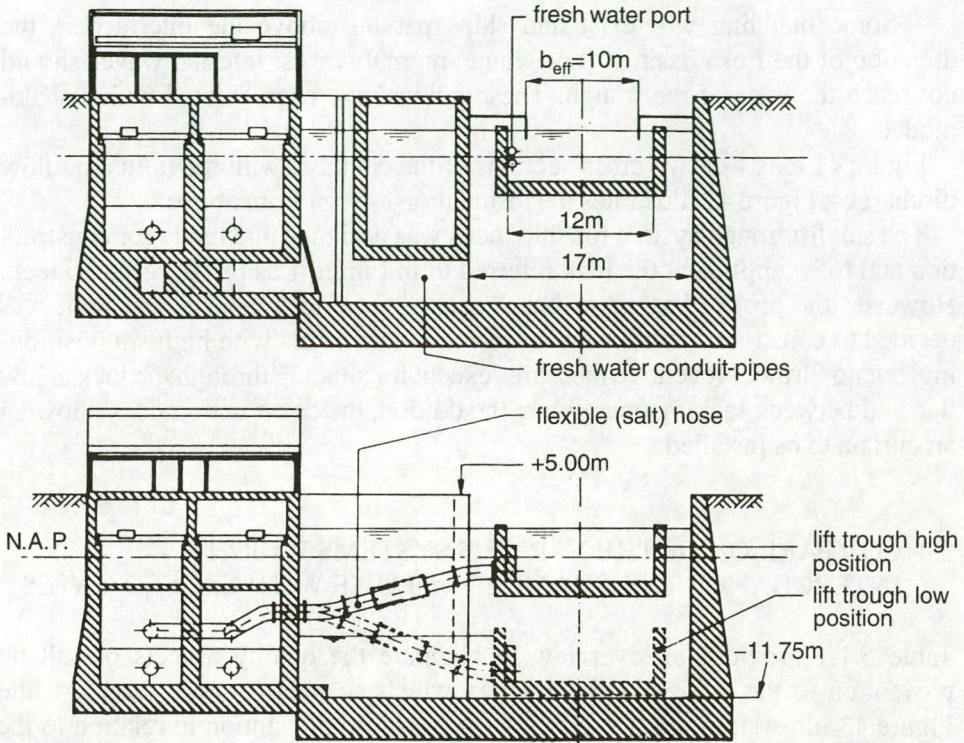 fresh water port
b eff=10m
12m
17m
fresh water conduit-pipes
flexible (salt) hose
+5.00m
N.A.P.
lift trough high
position
lift trough low
position
-11.75m